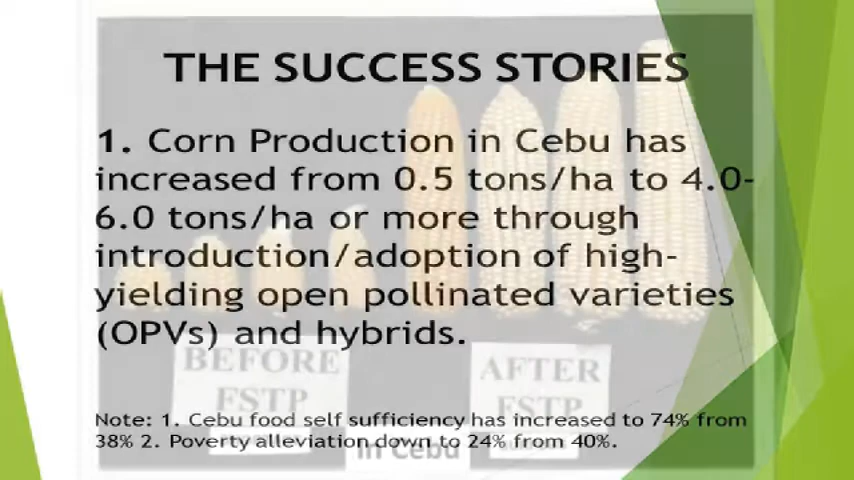 THE SUCCESS STORIES
1. Corn Production in Cebu has
increased from 0.5 tons/ha to 4.0-
6.0 tons/ha or more through
introduction/adoption of high-
yielding open pollinated varieties
(OPVs) and hybrids.
BEFORE
FSTP
AFTER
FSTP
Note: 1. Cebu food self sufficiency has increased to 74% from
38% 2. Poverty alleviation down to 24% from 40%.
in Cebu